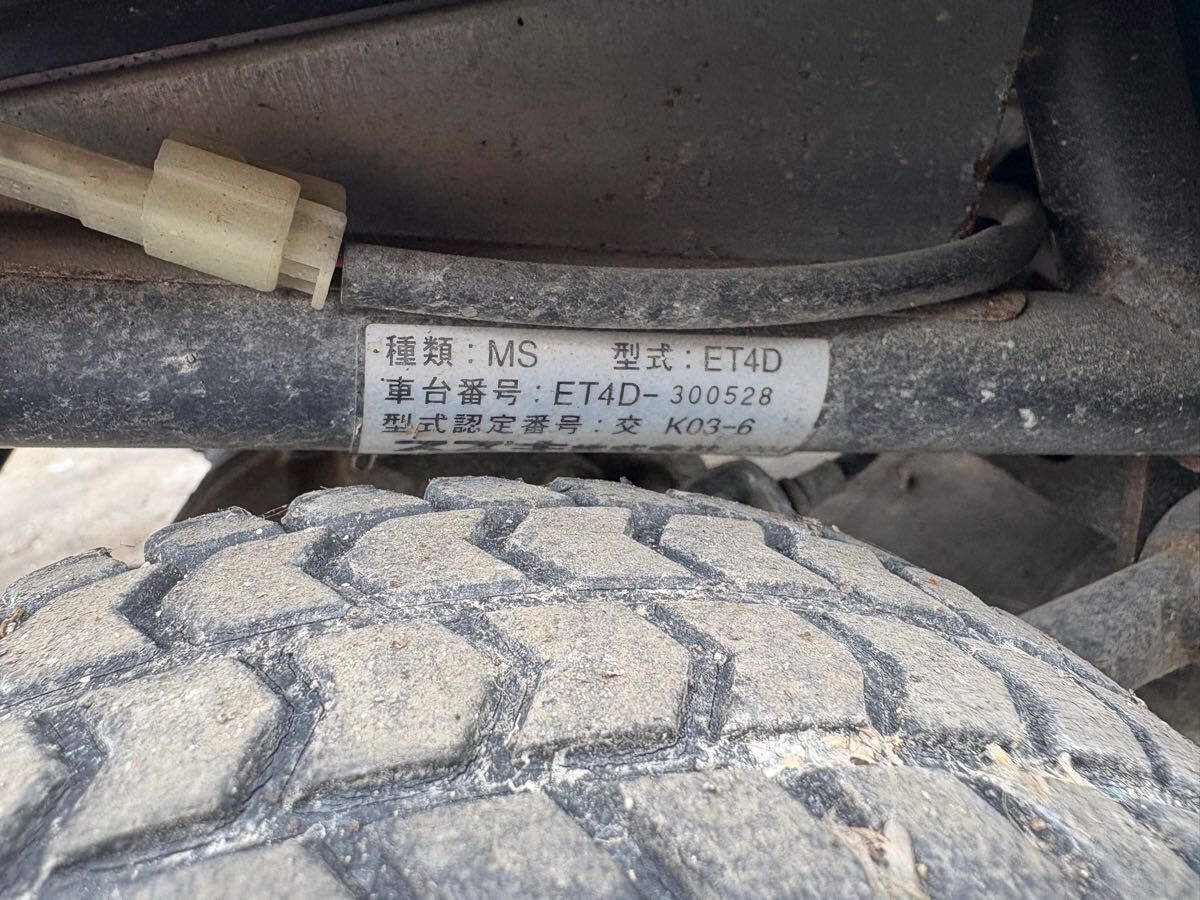 種類：MS 型式：ET4D
車台番号：ET4D-300528
型式認定番号：交 K03-6